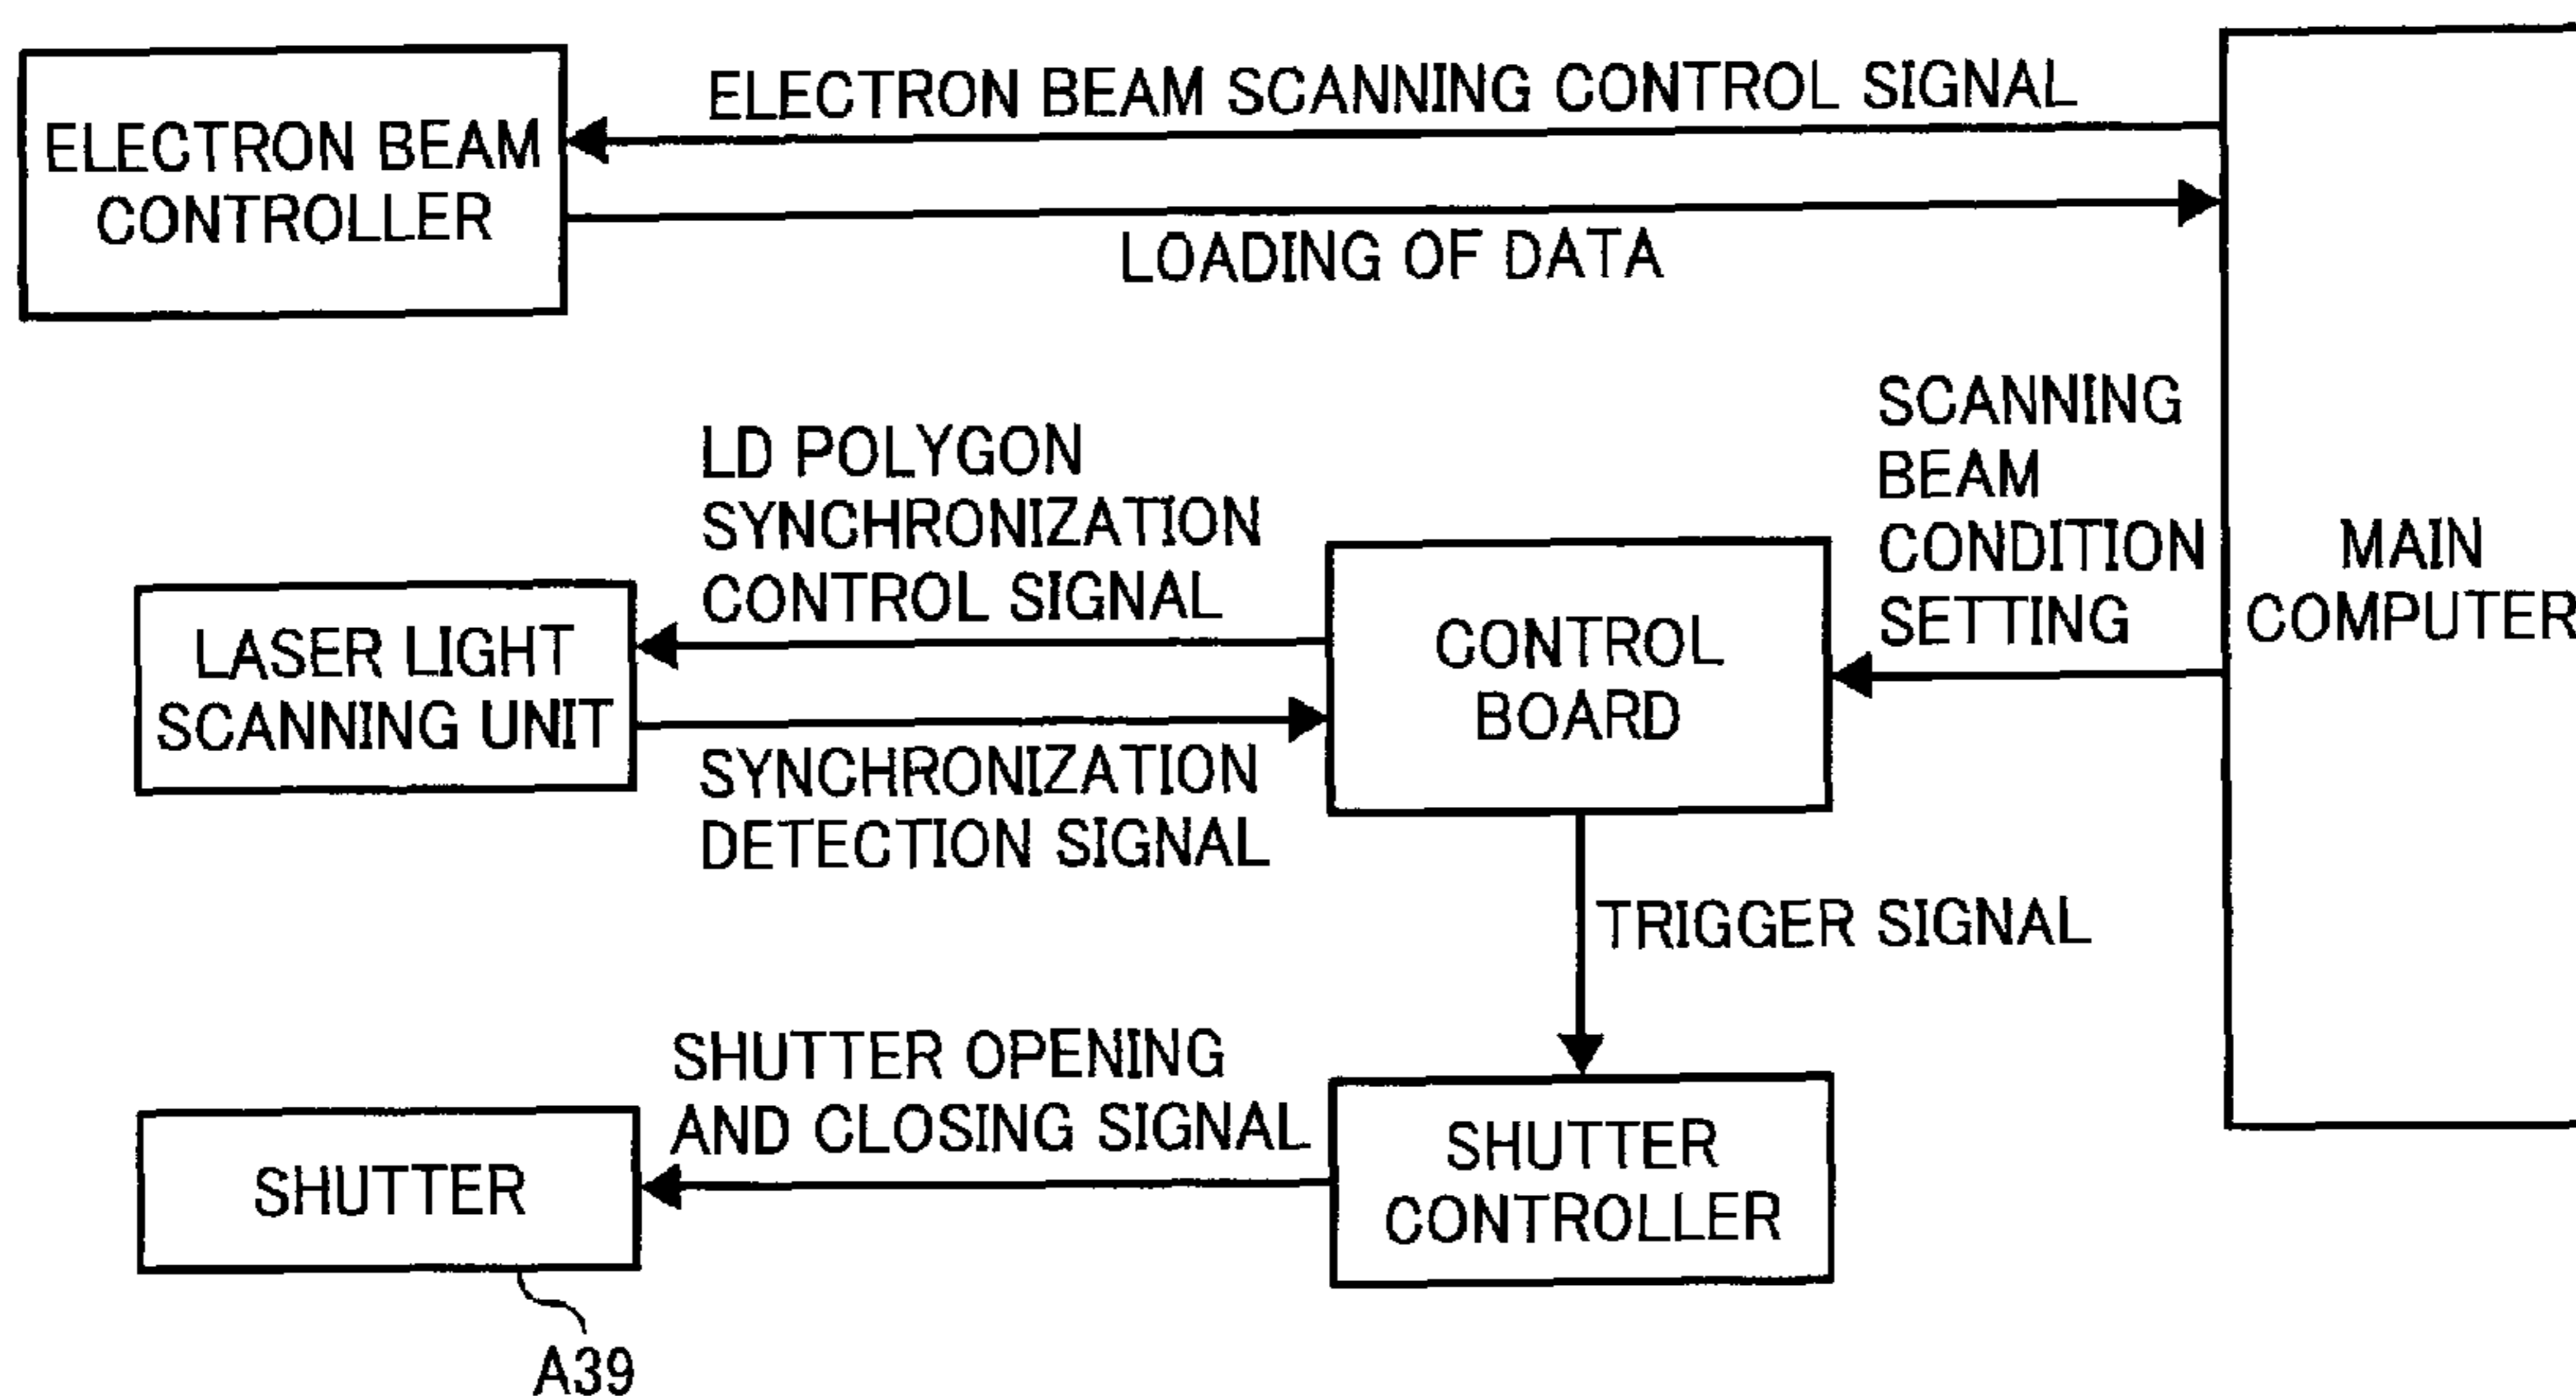 ELECTRON BEAM
CONTROLLER
ELECTRON BEAM SCANNING CONTROL SIGNAL
LOADING OF DATA
LD POLYGON
SYNCHRONIZATION
CONTROL SIGNAL
SCANNING
BEAM
CONDITION
SETTING
MAIN
COMPUTER
LASER LIGHT
SCANNING UNIT
CONTROL
BOARD
SYNCHRONIZATION
DETECTION SIGNAL
TRIGGER SIGNAL
SHUTTER OPENING
AND CLOSING SIGNAL
SHUTTER
SHUTTER
CONTROLLER
A39